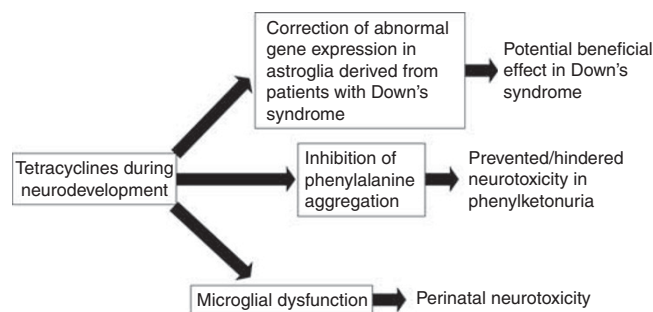 Correction of abnormal
gene expression in
astroglia derived from
patients with Down's
syndrome
Potential beneficial
effect in Down's
syndrome
Tetracyclines during
neurodevelopment
Inhibition of
phenylalanine
aggregation
Prevented/hindered
neurotoxicity in
phenylketonuria
Microglial dysfunction
Perinatal neurotoxicity